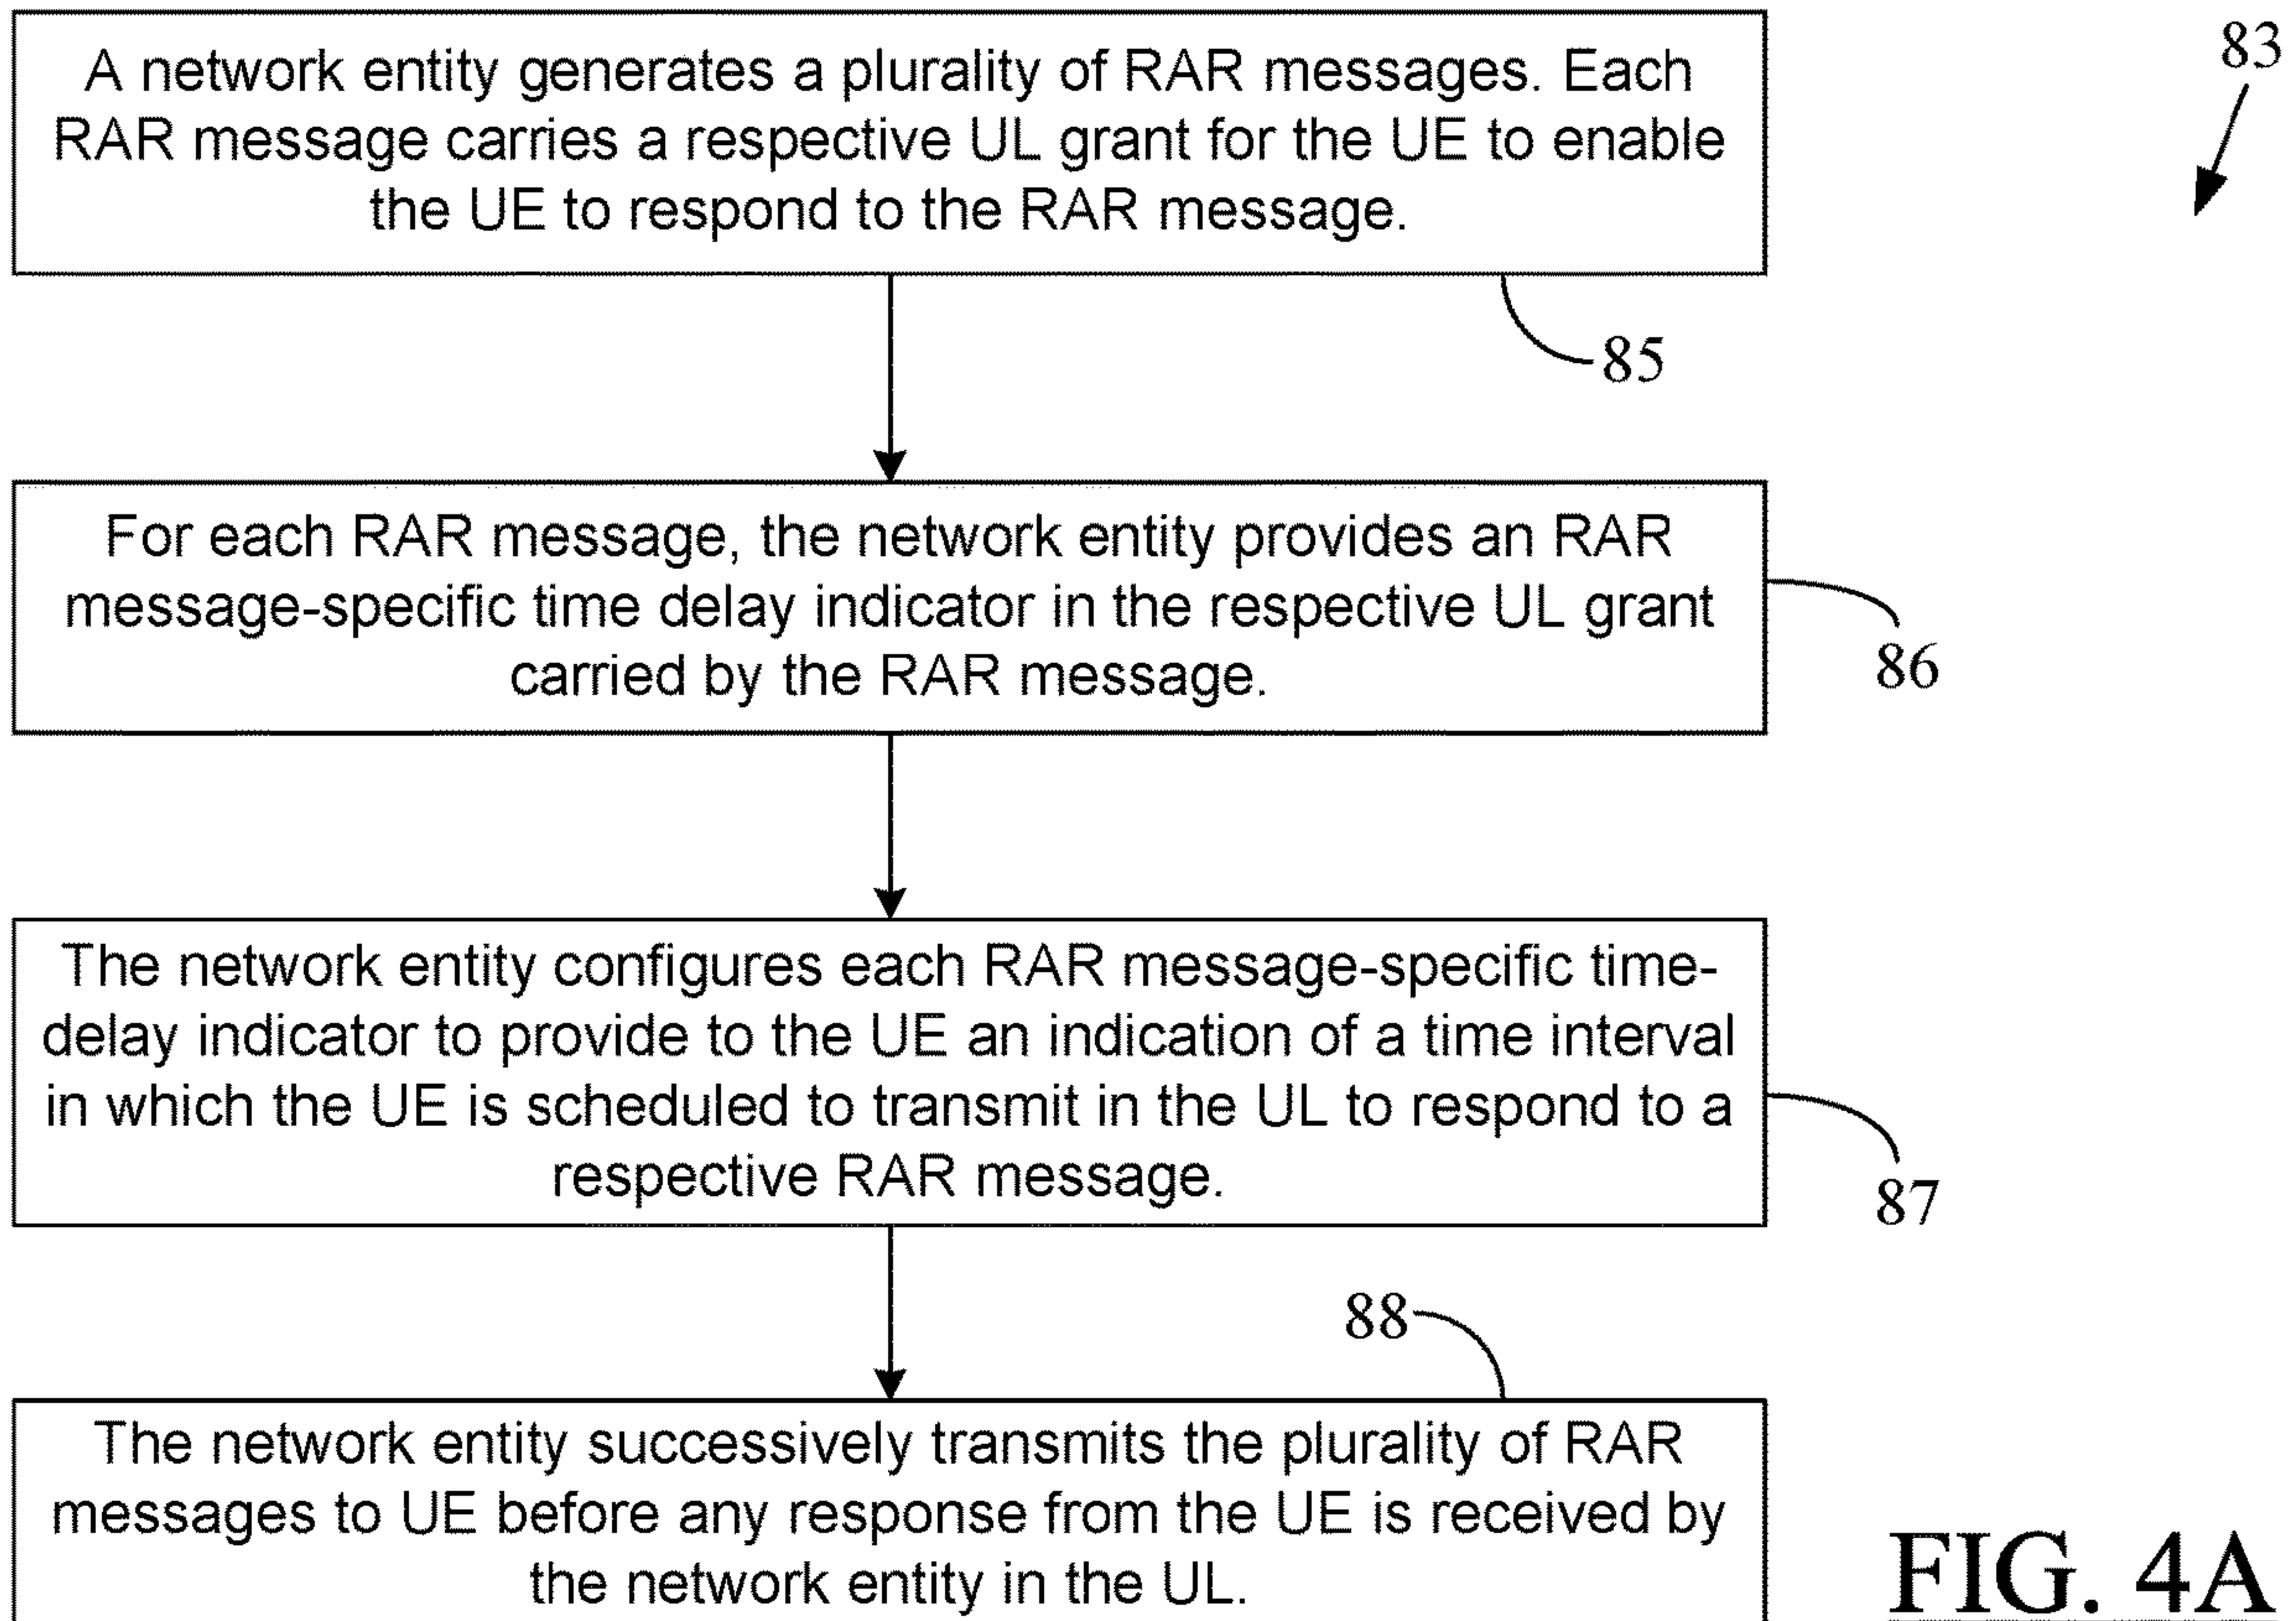 A network entity generates a plurality of RAR messages. Each
RAR message carries a respective UL grant for the UE to enable
the UE to respond to the RAR message.
83
85
For each RAR message, the network entity provides an RAR
message-specific time delay indicator in the respective UL grant
carried by the RAR message.
86
The network entity configures each RAR message-specific time-
delay indicator to provide to the UE an indication of a time interval
in which the UE is scheduled to transmit in the UL to respond to a
respective RAR message.
87
88
The network entity successively transmits the plurality of RAR
messages to UE before any response from the UE is received by
the network entity in the UL.
FIG. 4A